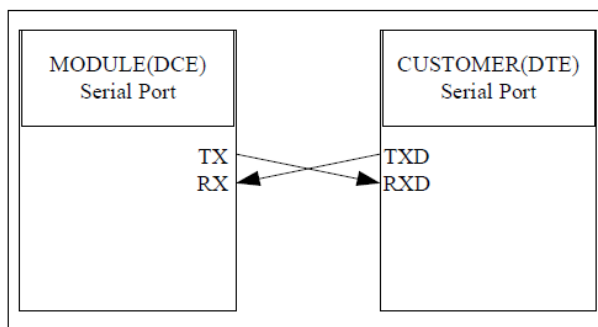 MODULE(DCE)
Serial Port
CUSTOMER(DTE)
Serial Port
TX
TXD
RX
RXD